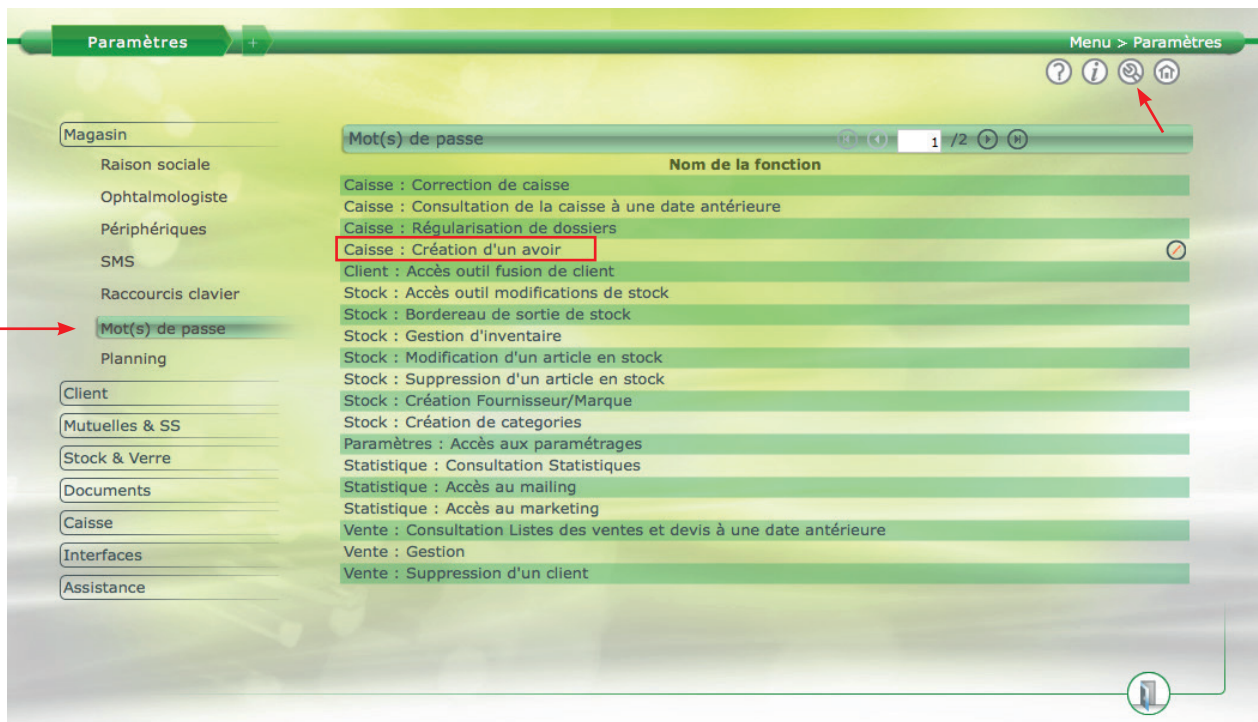 Paramètres +
Menu > Paramètres
? i
Magasin
Raison sociale
Ophtalmologiste
Périphériques
SMS
Raccourcis clavier
Mot(s) de passe
Planning
Client
Mutuelles & SS
Stock & Verre
Documents
Caisse
Interfaces
Assistance
Mot(s) de passe 1 /2
Nom de la fonction
Caisse : Correction de caisse
Caisse : Consultation de la caisse à une date antérieure
Caisse : Régularisation de dossiers
Caisse : Création d'un avoir
Client : Accès outil fusion de client
Stock : Accès outil modifications de stock
Stock : Bordereau de sortie de stock
Stock : Gestion d'inventaire
Stock : Modification d'un article en stock
Stock : Suppression d'un article en stock
Stock : Création Fournisseur/Marque
Stock : Création de categories
Paramètres : Accès aux paramétrages
Statistique : Consultation Statistiques
Statistique : Accès au mailing
Statistique : Accès au marketing
Vente : Consultation Listes des ventes et devis à une date antérieure
Vente : Gestion
Vente : Suppression d'un client